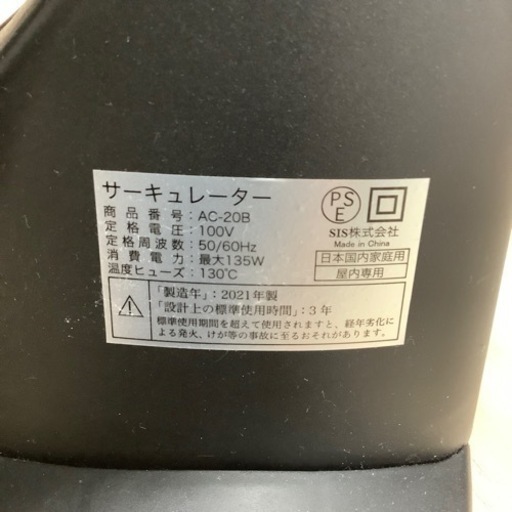 サーキュレーター
商品番号：AC-20B
定格電圧：100V
定格周波数：50/60Hz
消費電力：最大135W
温度ヒューズ：130℃
PSE
SIS株式会社
Made in China
日本国内家庭用
屋内専用
「製造年」：2021年製
「設計上の標準使用時間」：3年
標準使用期間を超えて使用されますと、経年劣化に
よる発火、けが等の事故に至るおそれがあります。